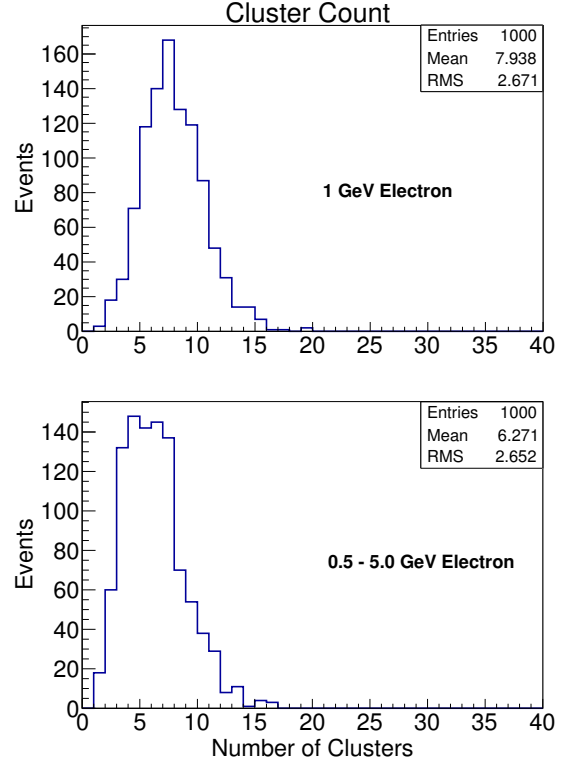 Cluster Count
Entries 1000
Mean 7.938
RMS 2.671
1 GeV Electron
Events
0 20 40 60 80 100 120 140 160
0 5 10 15 20 25 30 35 40
Entries 1000
Mean 6.271
RMS 2.652
0.5 - 5.0 GeV Electron
Events
0 20 40 60 80 100 120 140
0 5 10 15 20 25 30 35 40
Number of Clusters